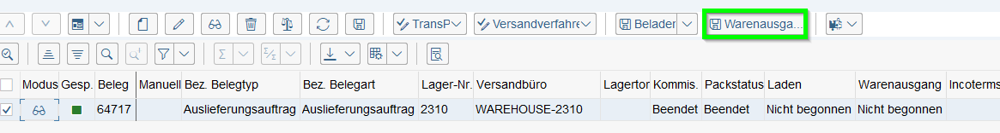 TransP Versandverfahre Belader Warenausga...
Modus Gesp. Beleg Manuell Bez. Belegtyp Bez. Belegart Lager-Nr. Versandbüro Lagertor Kommis. Packstatus Laden Warenausgang Incoterms
64717 Auslieferungsauftrag Auslieferungsauftrag 2310 WAREHOUSE-2310 Beendet Beendet Nicht begonnen Nicht begonnen